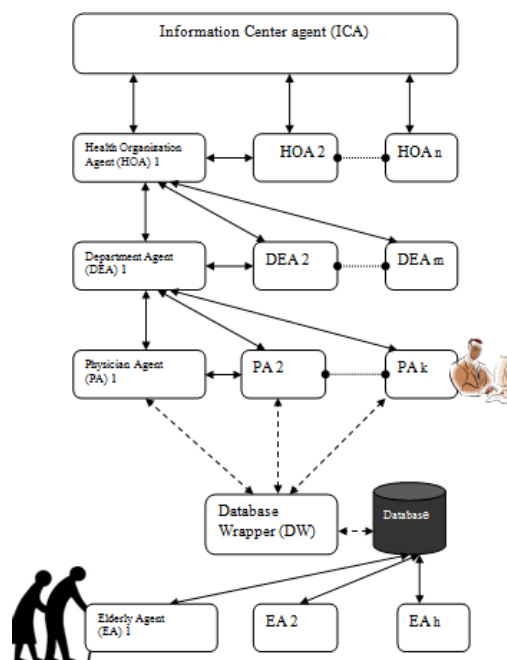 Information Center agent (ICA)
Health Organization
Agent (HOA) 1
HOA 2
HOA n
Department Agent
(DEA) 1
DEA 2
DEA m
Physician Agent
(PA) 1
PA 2
PA k
Database
Wrapper (DW)
Database
Elderly Agent
(EA) 1
EA 2
EA h